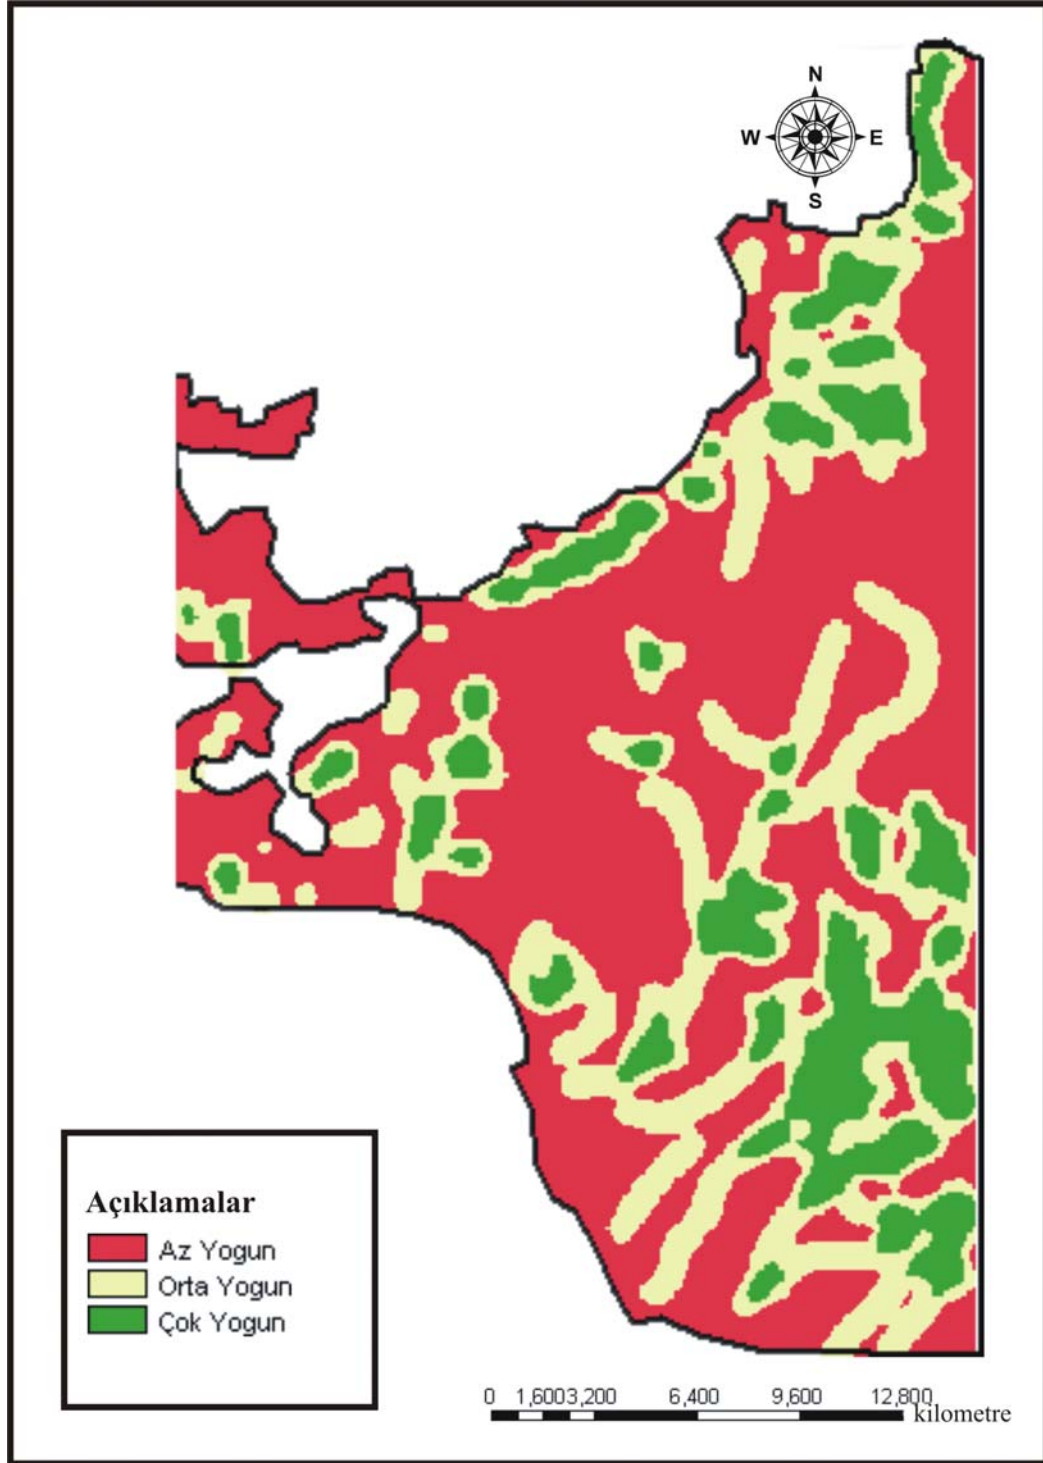 N
W E
S
Açıklamalar
Az Yogun
Orta Yogun
Çok Yogun
0 1,6003,200 6,400 9,600 12,800
kilometre